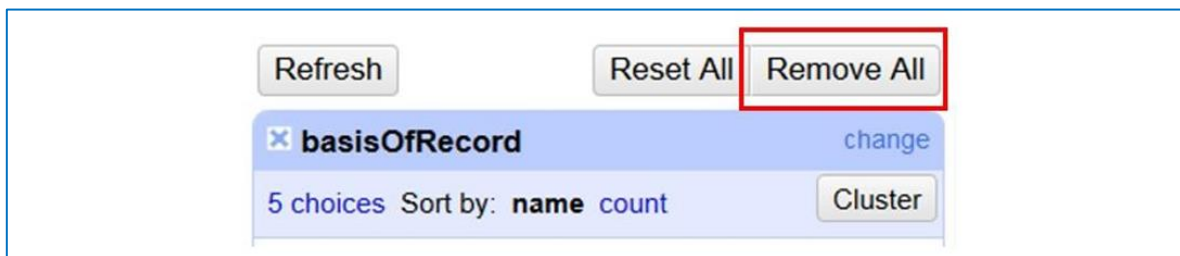 Refresh Reset All Remove All
basisOfRecord change
5 choices Sort by: name count Cluster